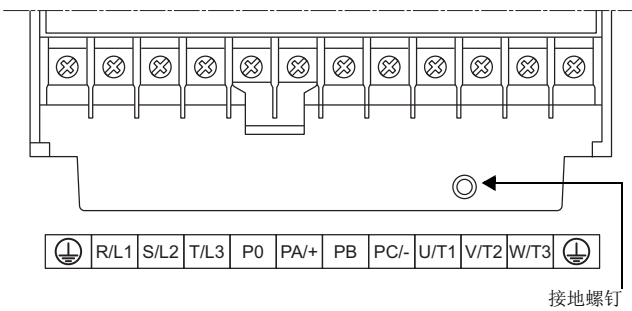 R/L1 S/L2 T/L3 P0 PA/+ PB PC/- U/T1 V/T2 W/T3
接地螺钉